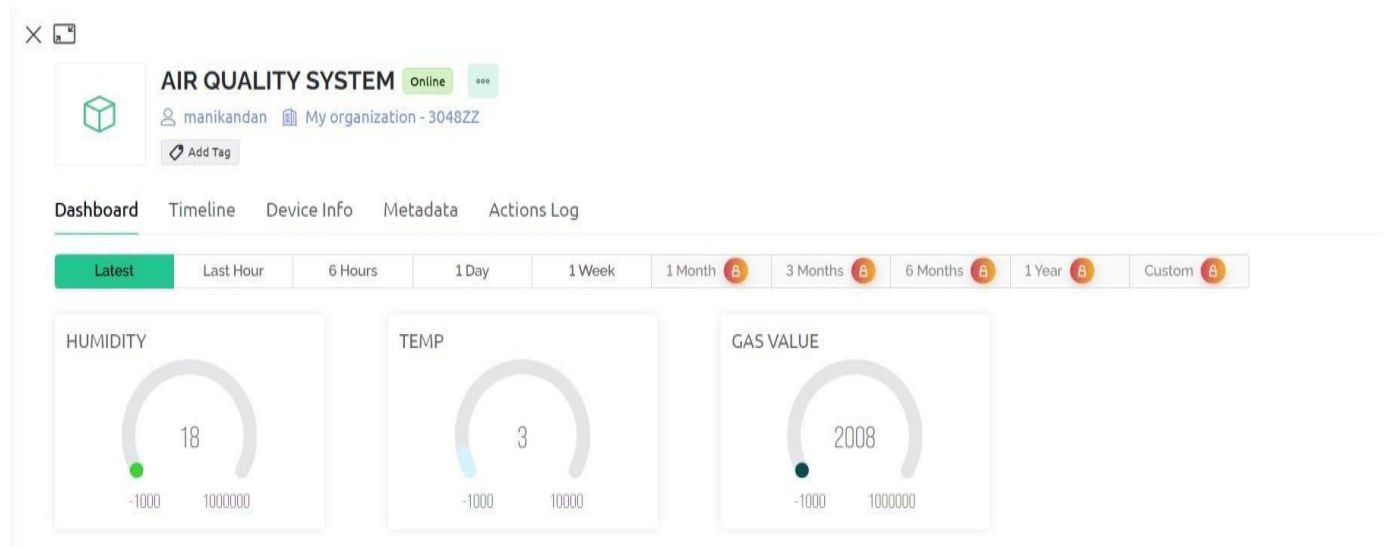 AIR QUALITY SYSTEM Online
manikandan My organization - 3048ZZ
Add Tag
Dashboard Timeline Device Info Metadata Actions Log
Latest Last Hour 6 Hours 1 Day 1 Week 1 Month 3 Months 6 Months 1 Year Custom
HUMIDITY TEMP GAS VALUE
18 3 2008
-1000 1000000 -1000 10000 -1000 1000000